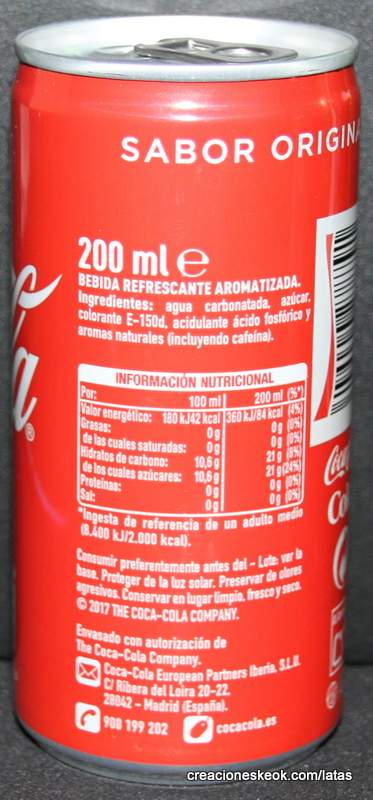 SABOR ORIGINA
200 ml ℮
BEBIDA REFRESCANTE AROMATIZADA.
Ingredientes: agua carbonatada, azúcar,
colorante E-150d, acidulante ácido fosfórico y
aromas naturales (incluyendo cafeína).
INFORMACIÓN NUTRICIONAL
Por: 100 ml 200 ml (%*)
Valor energético: 180 kJ/42 kcal 360 kJ/84 kcal (4%)
Grasas: 0 g 0 g (0%)
de las cuales saturadas: 0 g 0 g (0%)
Hidratos de carbono: 10,6 g 21 g (8%)
de los cuales azúcares: 10,6 g 21 g (24%)
Proteínas: 0 g 0 g (0%)
Sal: 0 g 0 g (0%)
*Ingesta de referencia de un adulto medio
(8.400 kJ/2.000 kcal).
Consumir preferentemente antes del - Lote: ver la
base. Proteger de la luz solar. Preservar de olores
agresivos. Conservar en lugar limpio, fresco y seco.
© 2017 THE COCA-COLA COMPANY.
Envasado con autorización de
The Coca-Cola Company.
Coca-Cola European Partners Iberia, S.L.U.
C/ Ribera del Loira 20-22.
28042 - Madrid (España).
900 199 202 cocacola.es
creacioneskeok.com/latas